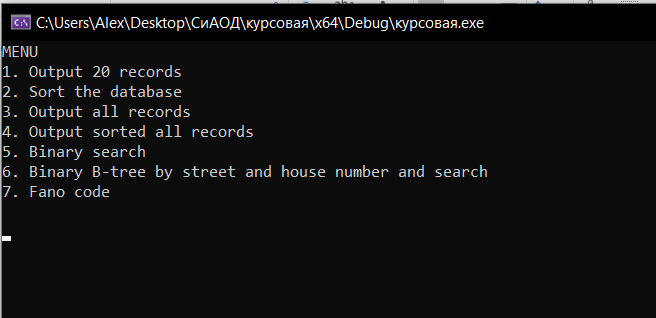 C:\Users\Alex\Desktop\СиАОД\курсовая\x64\Debug\курсовая.exe
MENU
1. Output 20 records
2. Sort the database
3. Output all records
4. Output sorted all records
5. Binary search
6. Binary B-tree by street and house number and search
7. Fano code